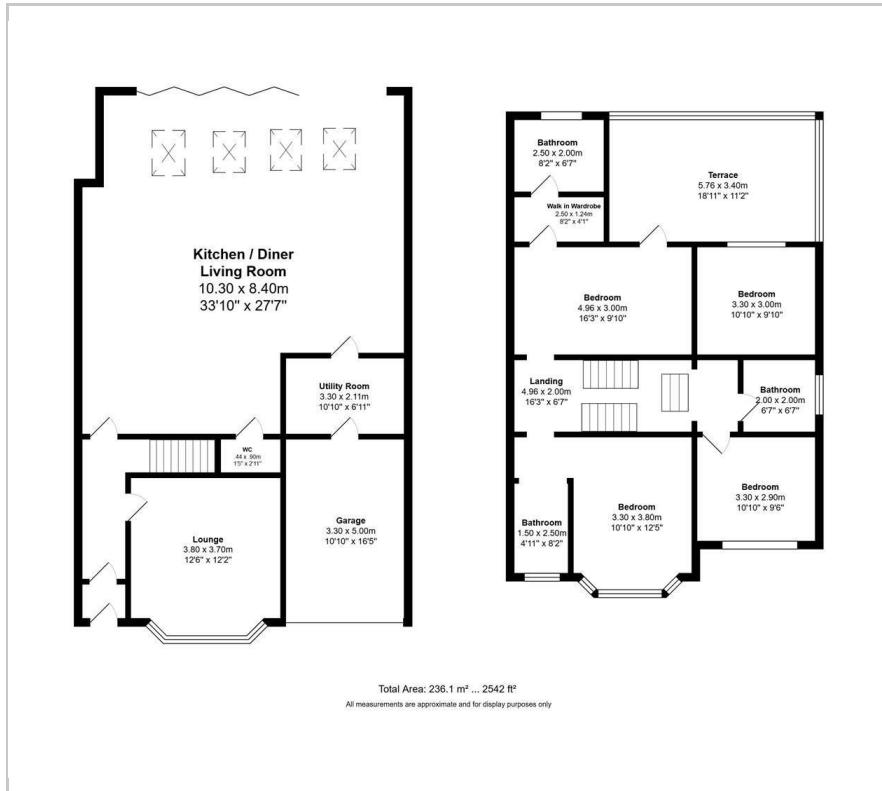 Kitchen / Diner
Living Room
10.30 x 8.40m
33'10" x 27'7"
Utility Room
3.30 x 2.11m
10'10" x 6'11"
WC
.44 x .90m
1'5" x 2'11"
Lounge
3.80 x 3.70m
12'6" x 12'2"
Garage
3.30 x 5.00m
10'10" x 16'5"
Bathroom
2.50 x 2.00m
8'2" x 6'7"
Walk in Wardrobe
2.50 x 1.24m
8'2" x 4'1"
Terrace
5.76 x 3.40m
18'11" x 11'2"
Bedroom
4.96 x 3.00m
16'3" x 9'10"
Bedroom
3.30 x 3.00m
10'10" x 9'10"
Landing
4.96 x 2.00m
16'3" x 6'7"
Bathroom
2.00 x 2.00m
6'7" x 6'7"
Bathroom
1.50 x 2.50m
4'11" x 8'2"
Bedroom
3.30 x 3.80m
10'10" x 12'5"
Bedroom
3.30 x 2.90m
10'10" x 9'6"
Total Area: 236.1 m² ... 2542 ft²
All measurements are approximate and for display purposes only